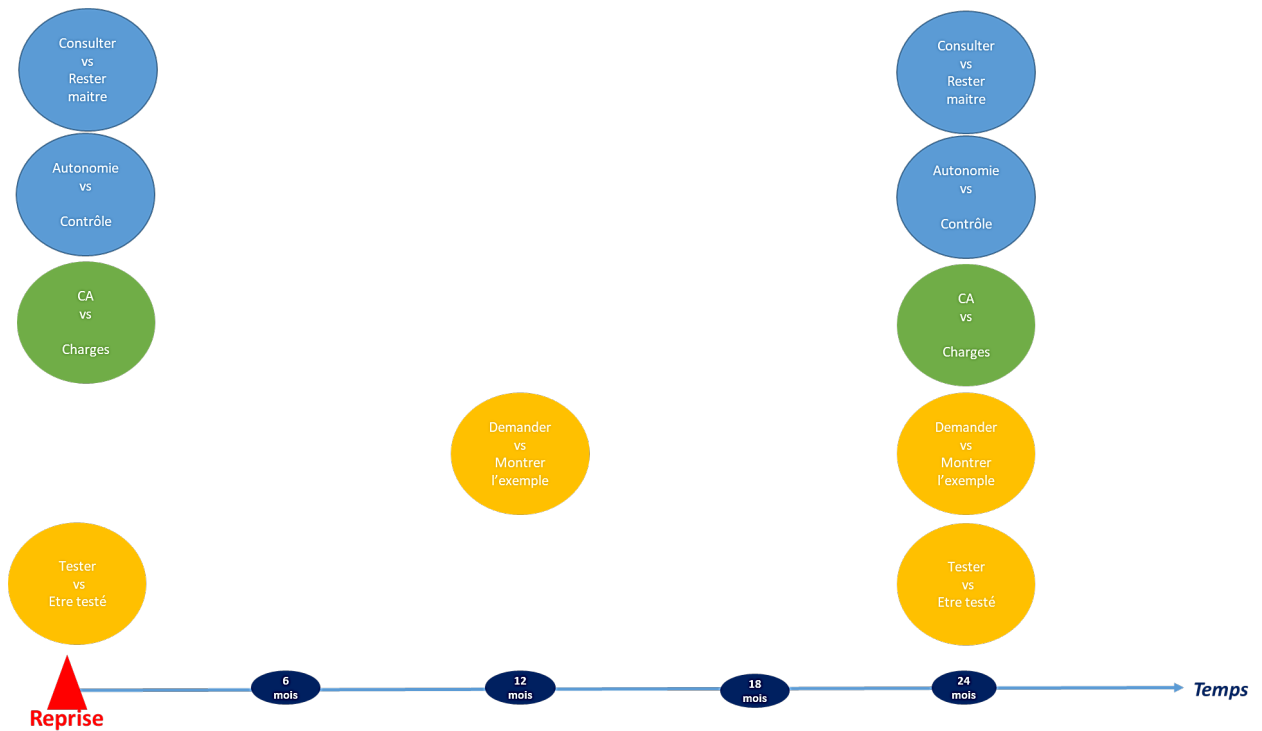 Consulter
vs
Rester
maitre
Consulter
vs
Rester
maitre
Autonomie
vs
Contrôle
Autonomie
vs
Contrôle
CA
vs
Charges
CA
vs
Charges
Demander
vs
Montrer
l’exemple
Demander
vs
Montrer
l’exemple
Tester
vs
Etre testé
Tester
vs
Etre testé
6
mois
12
mois
18
mois
24
mois
Temps
Reprise